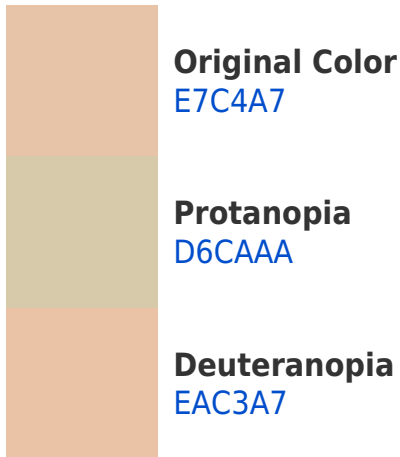 Original Color
E7C4A7
Protanopia
D6CAAA
Deuteranopia
EAC3A7